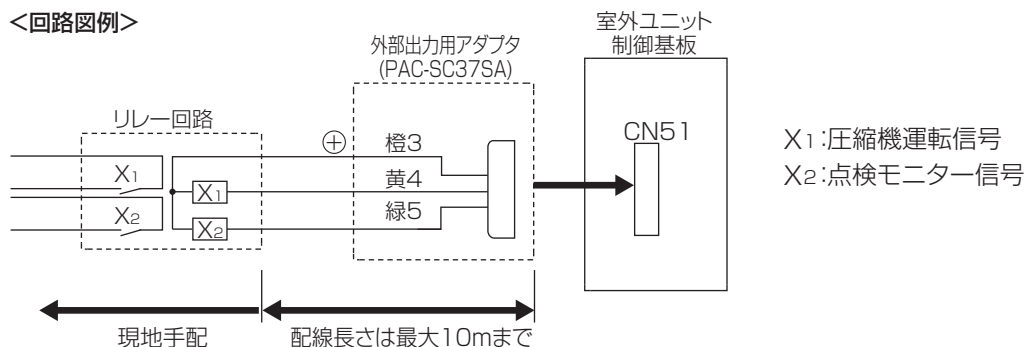 <回路図例>
室外ユニット
制御基板
外部出力用アダプタ
(PAC-SC37SA)
リレー回路
⊕
橙3
黄4
緑5
X1
X2
X1
X2
CN51
X1:圧縮機運転信号
X2:点検モニター信号
現地手配
配線長さは最大10mまで